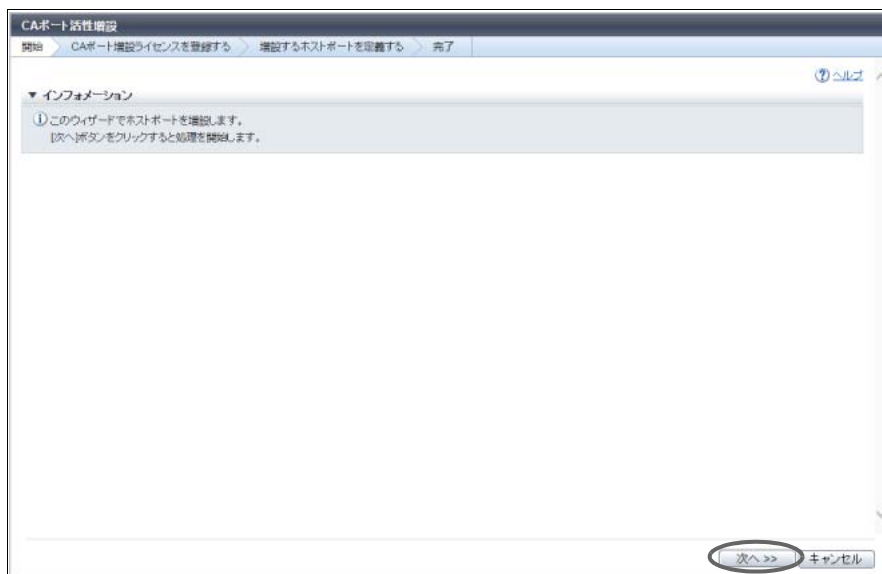 CAポート活性増設
開始 CAポート増設ライセンスを登録する 増設するホストポートを定義する 完了
ヘルプ
▼ インフォメーション
このウィザードでホストポートを増設します。
[次へ]ボタンをクリックすると処理を開始します。
次へ >> キャンセル